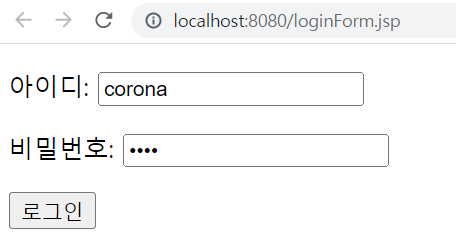 localhost:8080/loginForm.jsp
아이디: corona
비밀번호: ••••
로그인